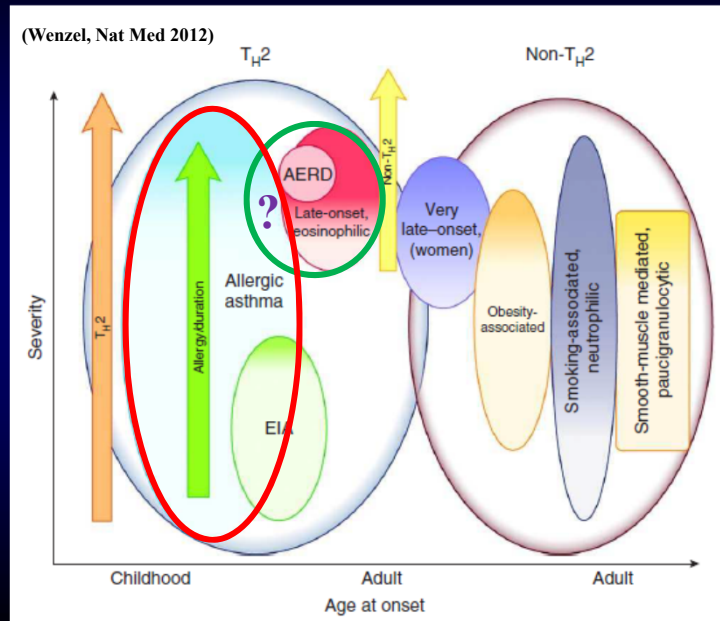 (Wenzel, Nat Med 2012)
TH2
Non-TH2
Severity
TH2
Allergy/duration
Allergic
asthma
EIA
?
AERD
Late-onset,
eosinophilic
Non-TH2
Very
late–onset,
(women)
Obesity-
associated
Smoking-associated,
neutrophilic
Smooth-muscle mediated,
paucigranulocytic
Childhood
Adult
Adult
Age at onset